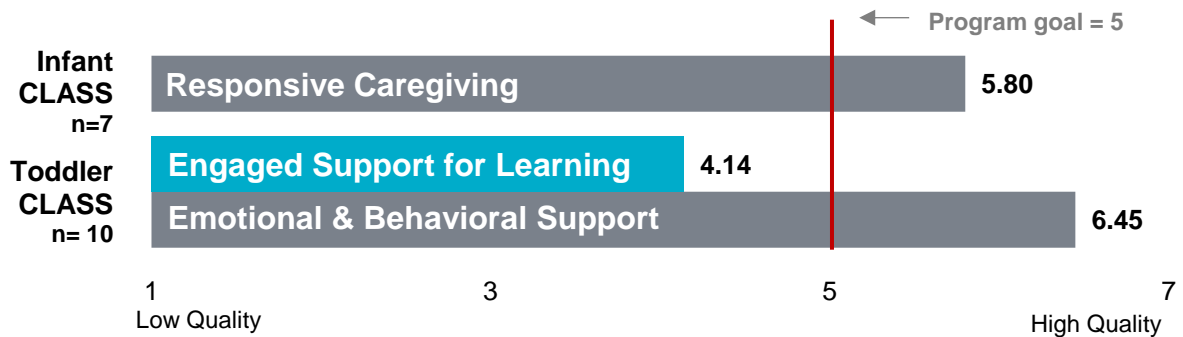 Program goal = 5
Infant
CLASS
n=7
Responsive Caregiving
5.80
Toddler
CLASS
n= 10
Engaged Support for Learning
4.14
Emotional & Behavioral Support
6.45
1
3
5
7
Low Quality
High Quality